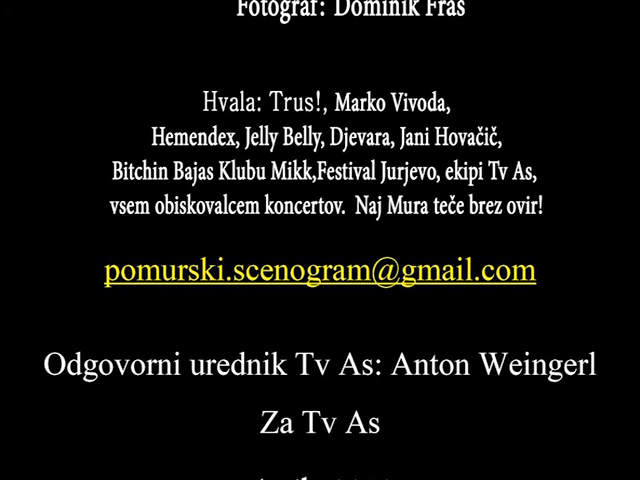 Fotograf: Dominik Fras
Hvala: Trus!, Marko Vivoda,
Hemendex, Jelly Belly, Djevara, Jani Hovačič,
Bitchin Bajas Klubu Mikk,Festival Jurjevo, ekipi Tv As,
vsem obiskovalcem koncertov.  Naj Mura teče brez ovir!
pomurski.scenogram@gmail.com
Odgovorni urednik Tv As: Anton Weingerl
Za Tv As